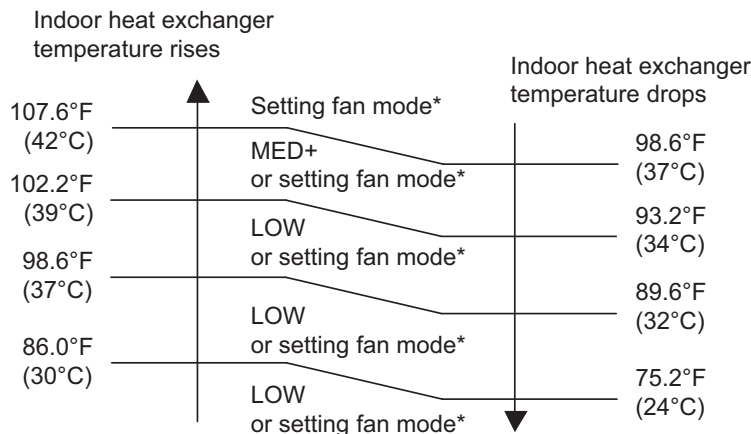 Indoor heat exchanger
temperature rises
Indoor heat exchanger
temperature drops
107.6°F
(42°C)
102.2°F
(39°C)
98.6°F
(37°C)
86.0°F
(30°C)
Setting fan mode*
MED+
or setting fan mode*
LOW
or setting fan mode*
LOW
or setting fan mode*
LOW
or setting fan mode*
98.6°F
(37°C)
93.2°F
(34°C)
89.6°F
(32°C)
75.2°F
(24°C)